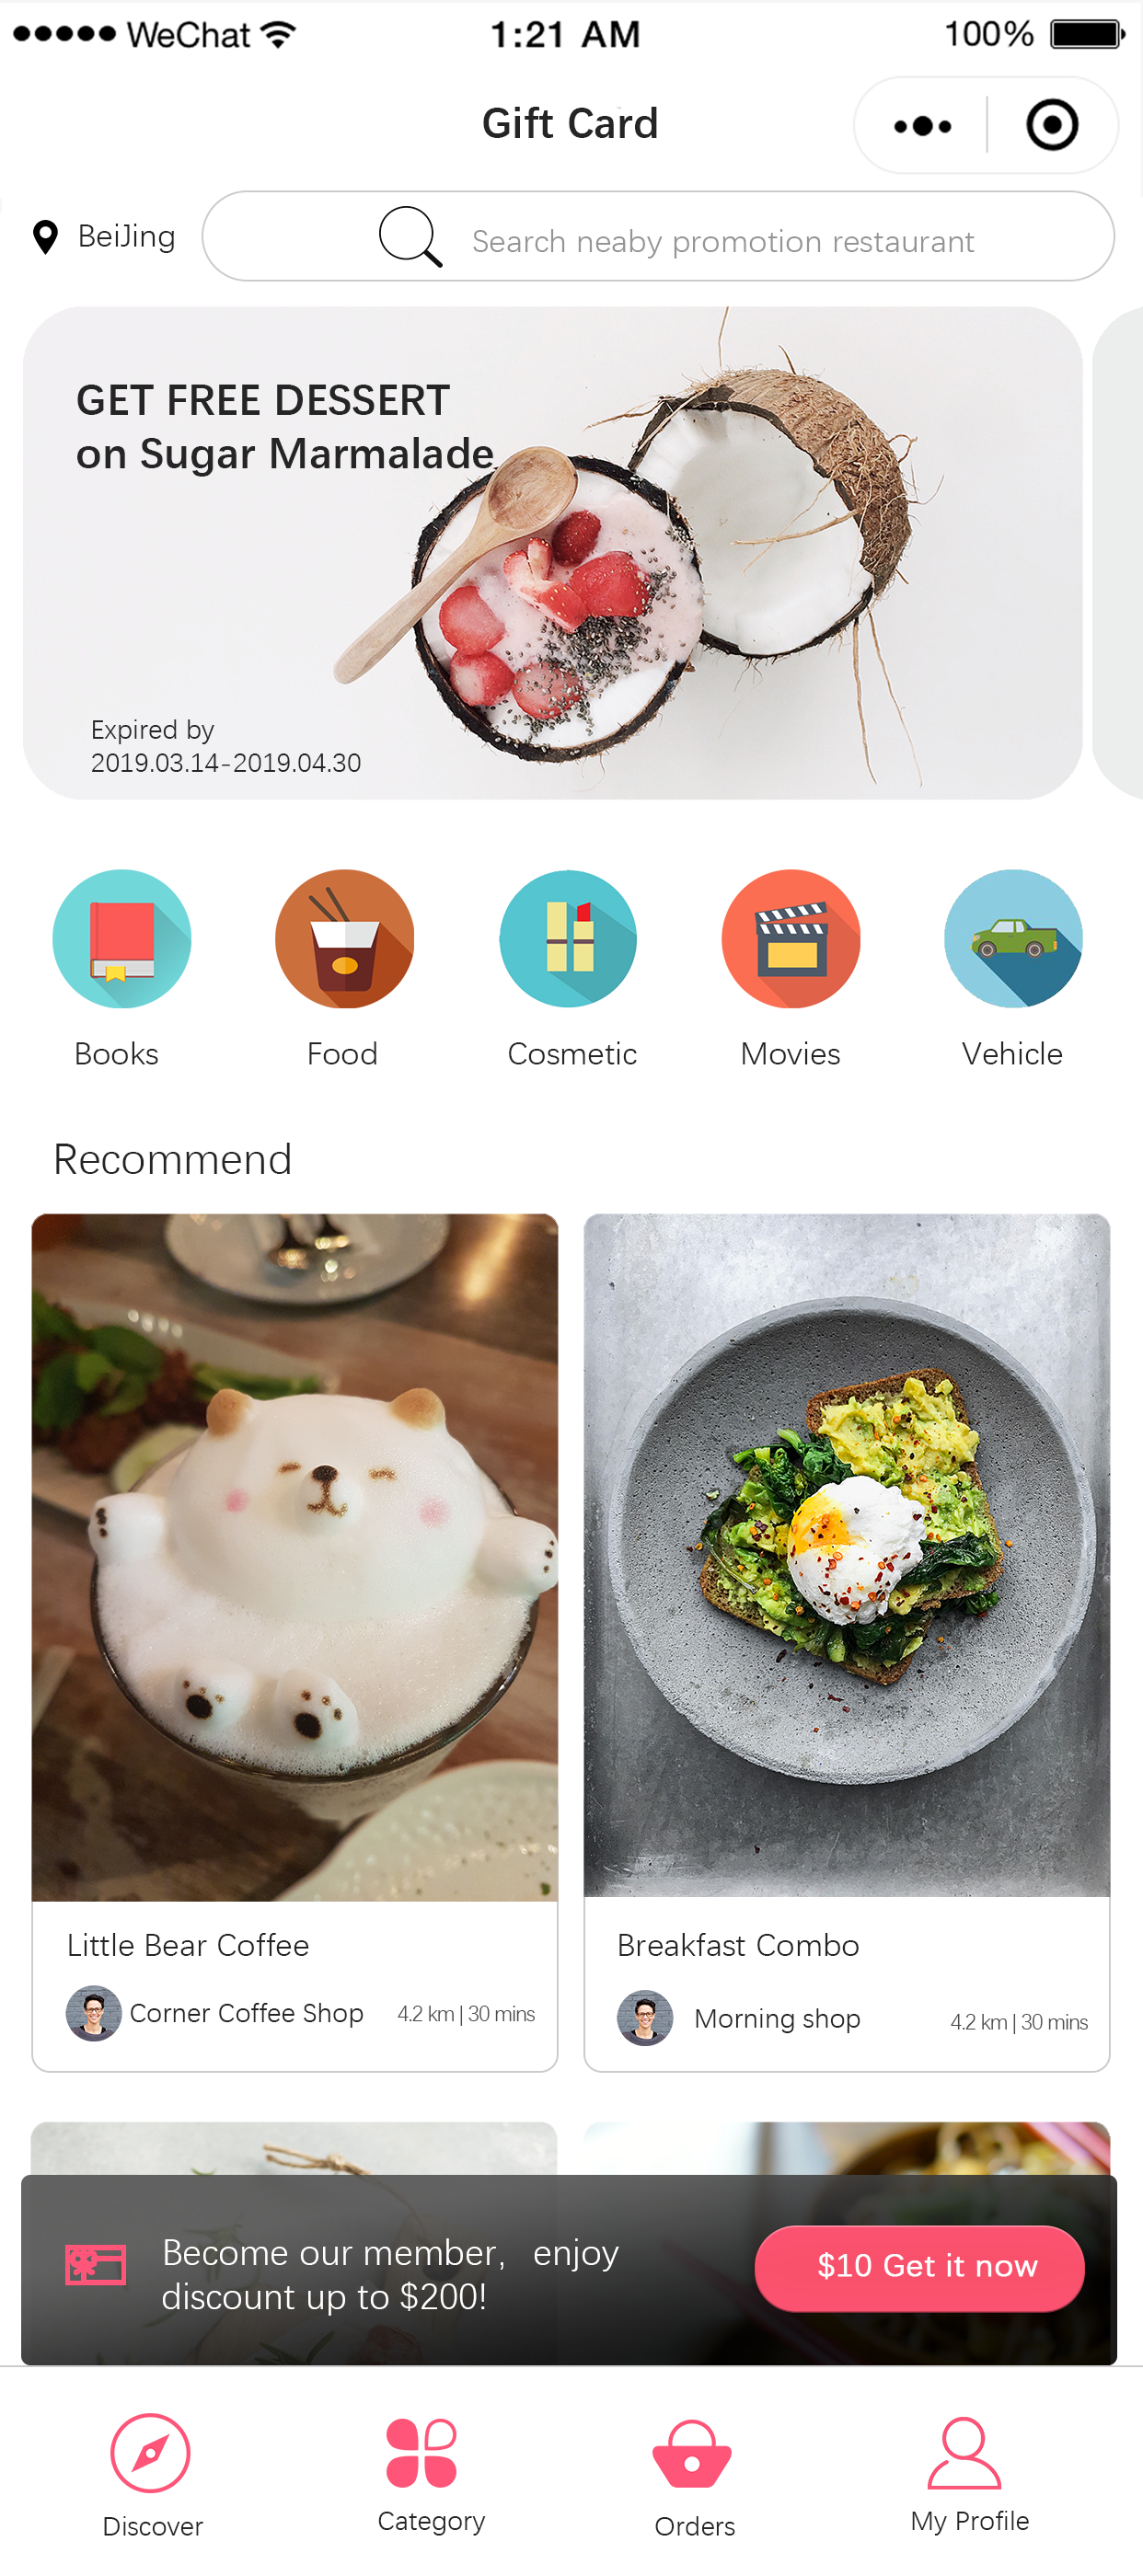 WeChat
1:21 AM
100%
Gift Card
BeiJing
Search neaby promotion restaurant
GET FREE DESSERT
on Sugar Marmalade
Expired by
2019.03.14-2019.04.30
Books
Food
Cosmetic
Movies
Vehicle
Recommend
Little Bear Coffee
Corner Coffee Shop
4.2 km | 30 mins
Breakfast Combo
Morning shop
4.2 km | 30 mins
Become our member, enjoy
discount up to $200!
$10 Get it now
Discover
Category
Orders
My Profile